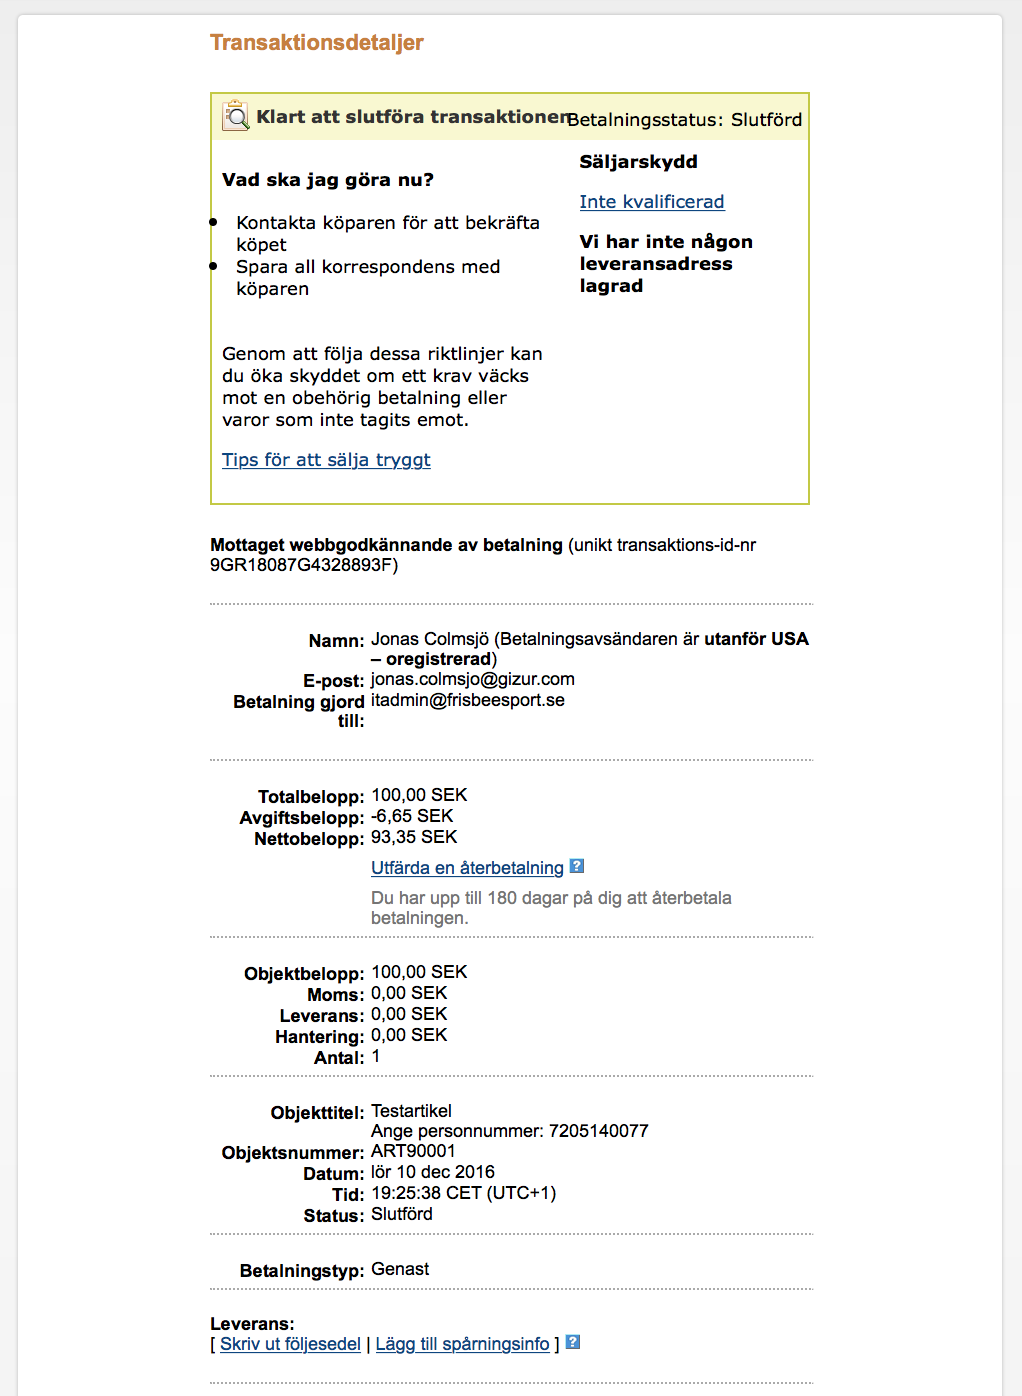 Transaktionsdetaljer
Klart att slutföra transaktionen
Betalningsstatus: Slutförd
Vad ska jag göra nu?
Kontakta köparen för att bekräfta
köpet
Spara all korrespondens med
köparen
Genom att följa dessa riktlinjer kan
du öka skyddet om ett krav väcks
mot en obehörig betalning eller
varor som inte tagits emot.
Tips för att sälja tryggt
Säljarskydd
Inte kvalificerad
Vi har inte någon
leveransadress
lagrad
Mottaget webbgodkännande av betalning (unikt transaktions-id-nr
9GR18087G4328893F)
Namn: Jonas Colmsjö (Betalningsavsändaren är utanför USA
– oregistrerad)
E-post: jonas.colmsjo@gizur.com
Betalning gjord itadmin@frisbeesport.se
till:
Totalbelopp: 100,00 SEK
Avgiftsbelopp: -6,65 SEK
Nettobelopp: 93,35 SEK
Utfärda en återbetalning ?
Du har upp till 180 dagar på dig att återbetala
betalningen.
Objektbelopp: 100,00 SEK
Moms: 0,00 SEK
Leverans: 0,00 SEK
Hantering: 0,00 SEK
Antal: 1
Objekttitel: Testartikel
Ange personnummer: 7205140077
Objektsnummer: ART90001
Datum: lör 10 dec 2016
Tid: 19:25:38 CET (UTC+1)
Status: Slutförd
Betalningstyp: Genast
Leverans:
[ Skriv ut följesedel | Lägg till spårningsinfo ] ?